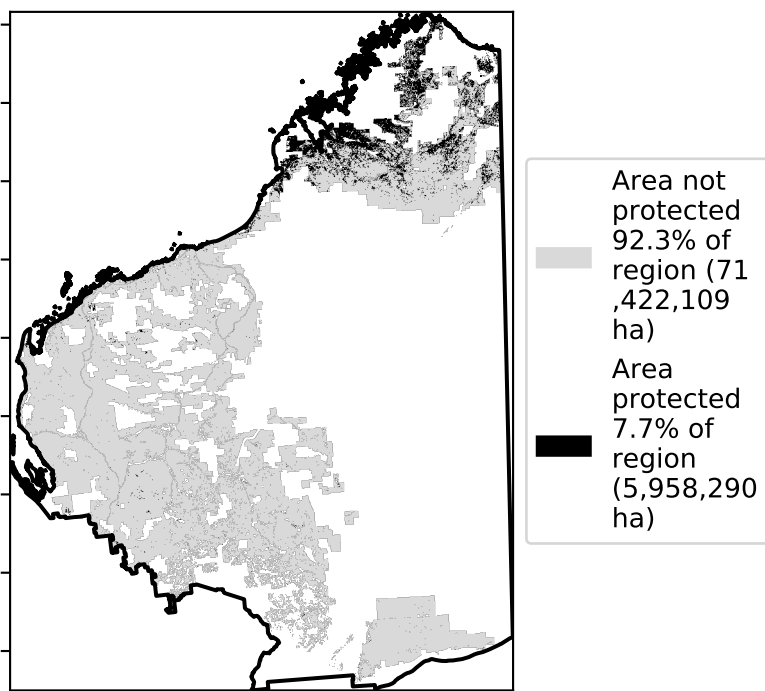 Area not
protected
92.3% of
region (71
,422,109
ha)
Area
protected
7.7% of
region
(5,958,290
ha)